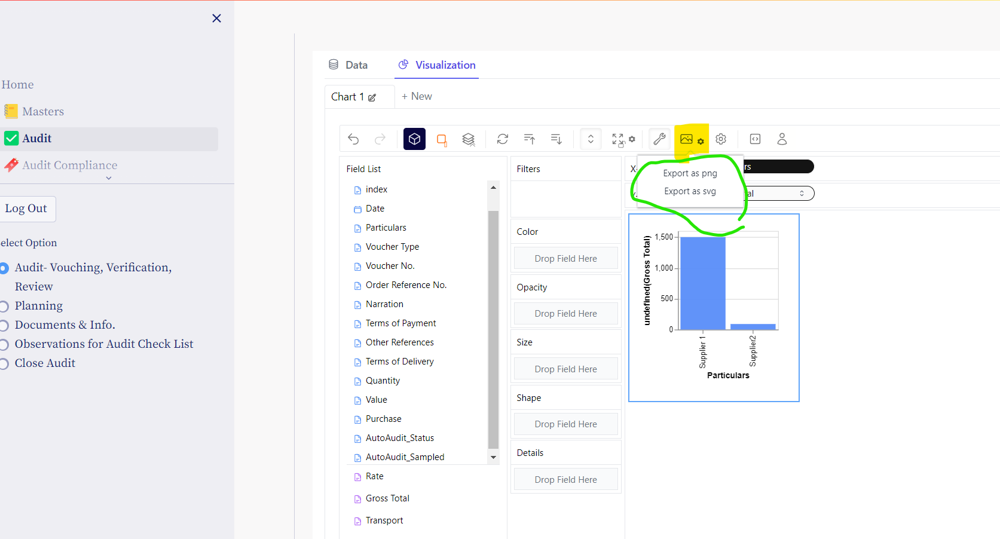 Home
Masters
Audit
Audit Compliance
Log Out
elect Option
Audit- Vouching, Verification,
Review
Planning
Documents & Info.
Observations for Audit Check List
Close Audit
Data
Visualization
Chart 1
+ New
Field List
index
Date
Particulars
Voucher Type
Voucher No.
Order Reference No.
Narration
Terms of Payment
Other References
Terms of Delivery
Quantity
Value
Purchase
AutoAudit_Status
AutoAudit_Sampled
Rate
Gross Total
Transport
Filters
Color
Drop Field Here
Opacity
Drop Field Here
Size
Drop Field Here
Shape
Drop Field Here
Details
Drop Field Here
X-
rs
Export as png
Export as svg
al
undefined(Gross Total)
1,500
1,000
500
0
Supplier 1
Supplier2
Particulars